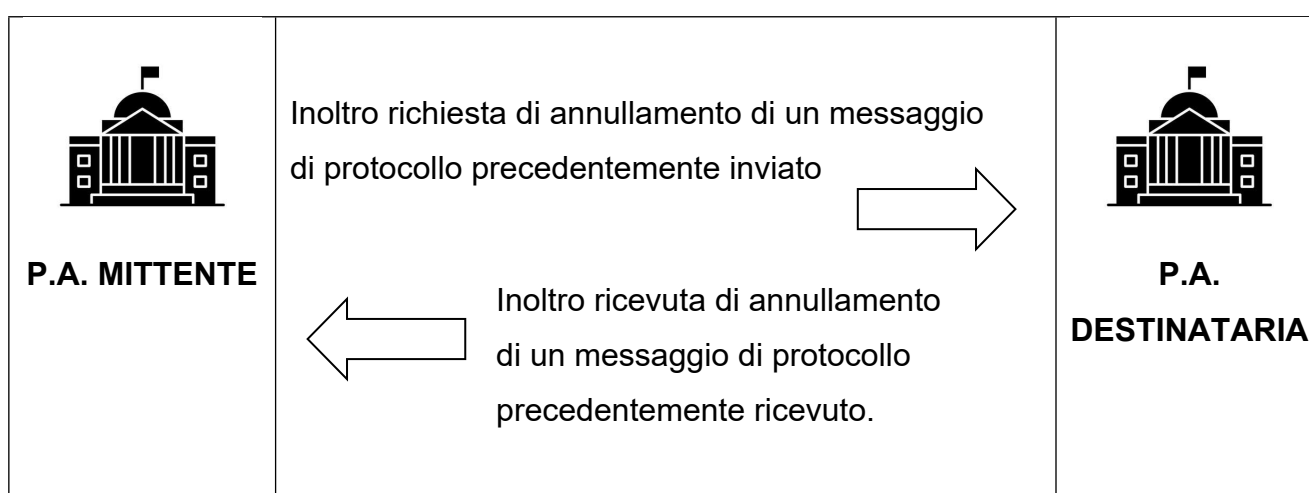 P.A. MITTENTE
Inoltro richiesta di annullamento di un messaggio
di protocollo precedentemente inviato
Inoltro ricevuta di annullamento
di un messaggio di protocollo
precedentemente ricevuto.
P.A.
DESTINATARIA